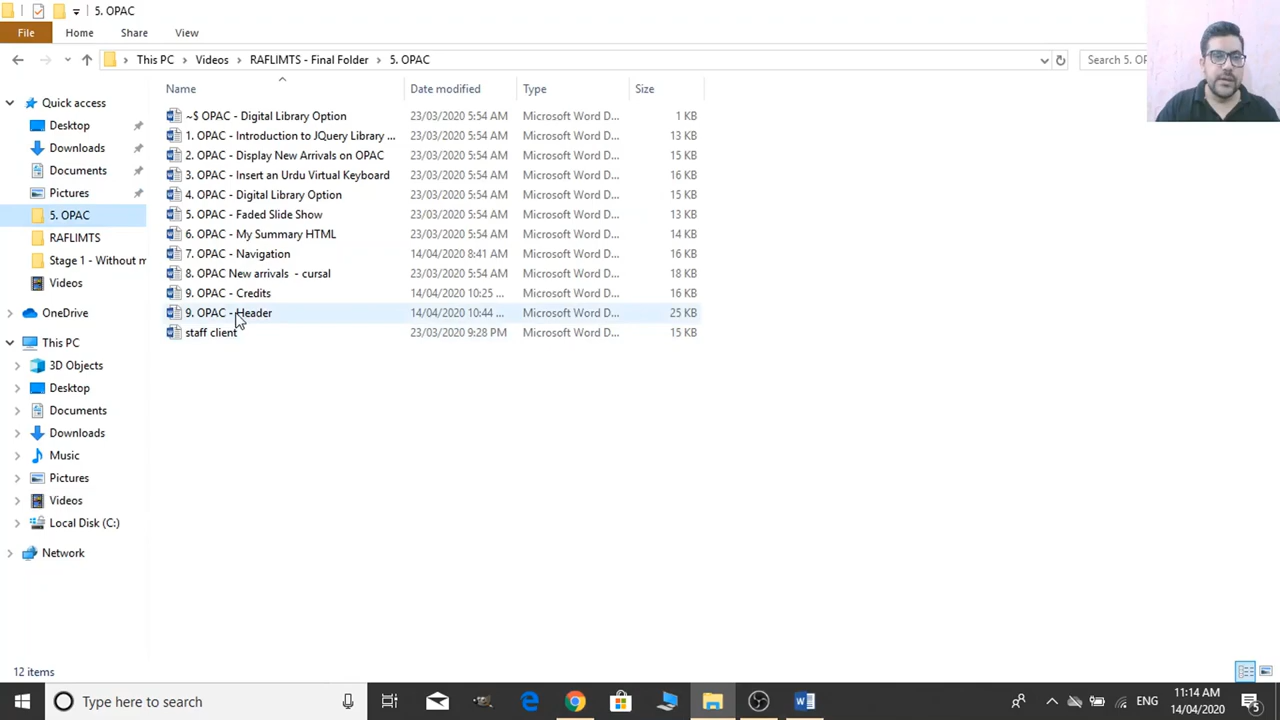 5. OPAC
File Home Share View
This PC > Videos > RAFLIMTS - Final Folder > 5. OPAC
Search 5. OP
Name Date modified Type Size
Quick access
Desktop
Downloads
Documents
Pictures
5. OPAC
RAFLIMTS
Stage 1 - Without m
Videos
OneDrive
This PC
3D Objects
Desktop
Documents
Downloads
Music
Pictures
Videos
Local Disk (C:)
Network
~$ OPAC - Digital Library Option 23/03/2020 5:54 AM Microsoft Word D... 1 KB
1. OPAC - Introduction to JQuery Library ... 23/03/2020 5:54 AM Microsoft Word D... 13 KB
2. OPAC - Display New Arrivals on OPAC 23/03/2020 5:54 AM Microsoft Word D... 15 KB
3. OPAC - Insert an Urdu Virtual Keyboard 23/03/2020 5:54 AM Microsoft Word D... 16 KB
4. OPAC - Digital Library Option 23/03/2020 5:54 AM Microsoft Word D... 15 KB
5. OPAC - Faded Slide Show 23/03/2020 5:54 AM Microsoft Word D... 13 KB
6. OPAC - My Summary HTML 23/03/2020 5:54 AM Microsoft Word D... 14 KB
7. OPAC - Navigation 14/04/2020 8:41 AM Microsoft Word D... 16 KB
8. OPAC New arrivals - cursal 23/03/2020 5:54 AM Microsoft Word D... 18 KB
9. OPAC - Credits 14/04/2020 10:25 ... Microsoft Word D... 16 KB
9. OPAC - Header 14/04/2020 10:44 ... Microsoft Word D... 25 KB
staff client 23/03/2020 9:28 PM Microsoft Word D... 15 KB
12 items
Type here to search
ENG
11:14 AM
14/04/2020
5